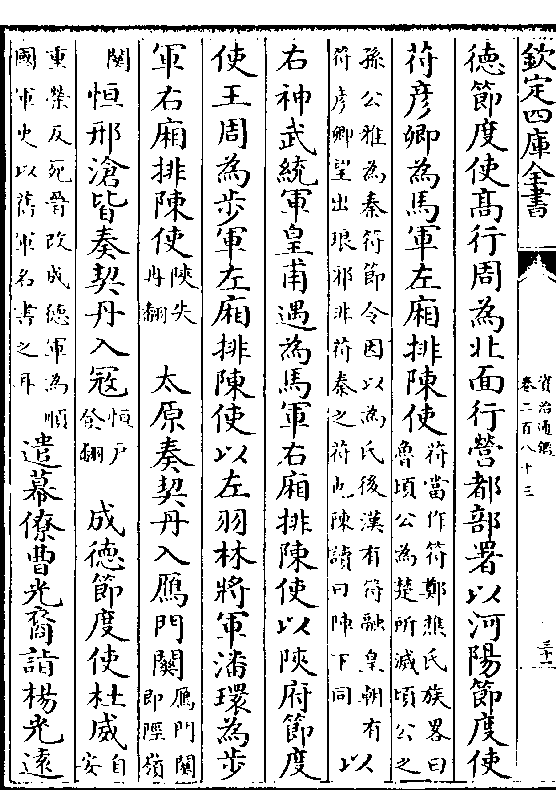 欽定四庫全書
資治通鑑
卷二百八十三
三十一
德節度使髙行周為北面行營都部署以河陽節度使
苻彦卿為馬軍左廂排陳使苻當作符鄭樵氏族畧曰
魯頃公為楚所滅頃公之
孫公雅為秦符節令因以為氏後漢有符融皇朝有
符彦卿望出琅邪非苻秦之苻也陳讀曰陣下同以
右神武統軍皇甫遇為馬軍右廂排陳使以陜府節度
使王周為步軍左廂排陳使以左羽林將軍潘環為步
軍右廂排陳使陜失
丹翻 太原奏契丹入鴈門關鴈門關
即陘嶺
關 恒邢滄皆奏契丹入冦恒戸
登翻 成德節度使杜威自
安
重榮反死晉改成德軍為順
國軍史以舊軍名書之耳遣幕僚曹光裔詣楊光遠